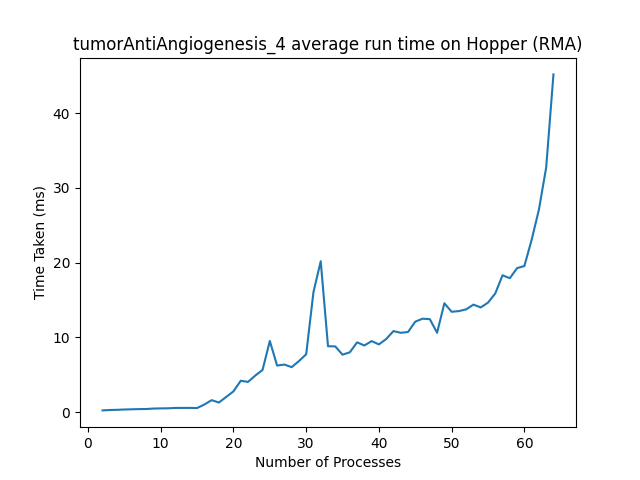 tumorAntiAngiogenesis_4 average run time on Hopper (RMA)
40
30
20
10
0
Time Taken (ms)
0 10 20 30 40 50 60
Number of Processes